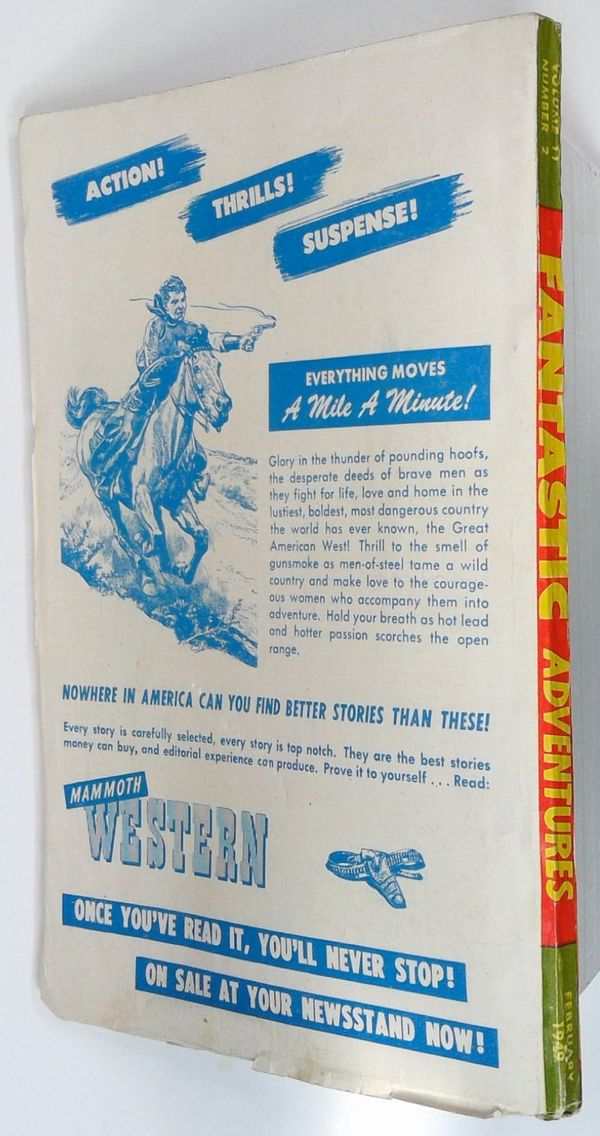 ACTION!
THRILLS!
SUSPENSE!
EVERYTHING MOVES
A Mile A Minute!
Glory in the thunder of pounding hoofs,
the desperate deeds of brave men as
they fight for life, love and home in the
lustiest, boldest, most dangerous country
the world has ever known, the Great
American West! Thrill to the smell of
gunsmoke as men-of-steel tame a wild
country and make love to the courage-
ous women who accompany them into
adventure. Hold your breath as hot lead
and hotter passion scorches the open
range.
NOWHERE IN AMERICA CAN YOU FIND BETTER STORIES THAN THESE!
Every story is carefully selected, every story is top notch. They are the best stories
money can buy, and editorial experience can produce. Prove it to yourself . . . Read:
MAMMOTH
WESTERN
ONCE YOU'VE READ IT, YOU'LL NEVER STOP!
ON SALE AT YOUR NEWSSTAND NOW!
VOLUME 11
NUMBER 2
FANTASTIC ADVENTURES
FEBRUARY
1949